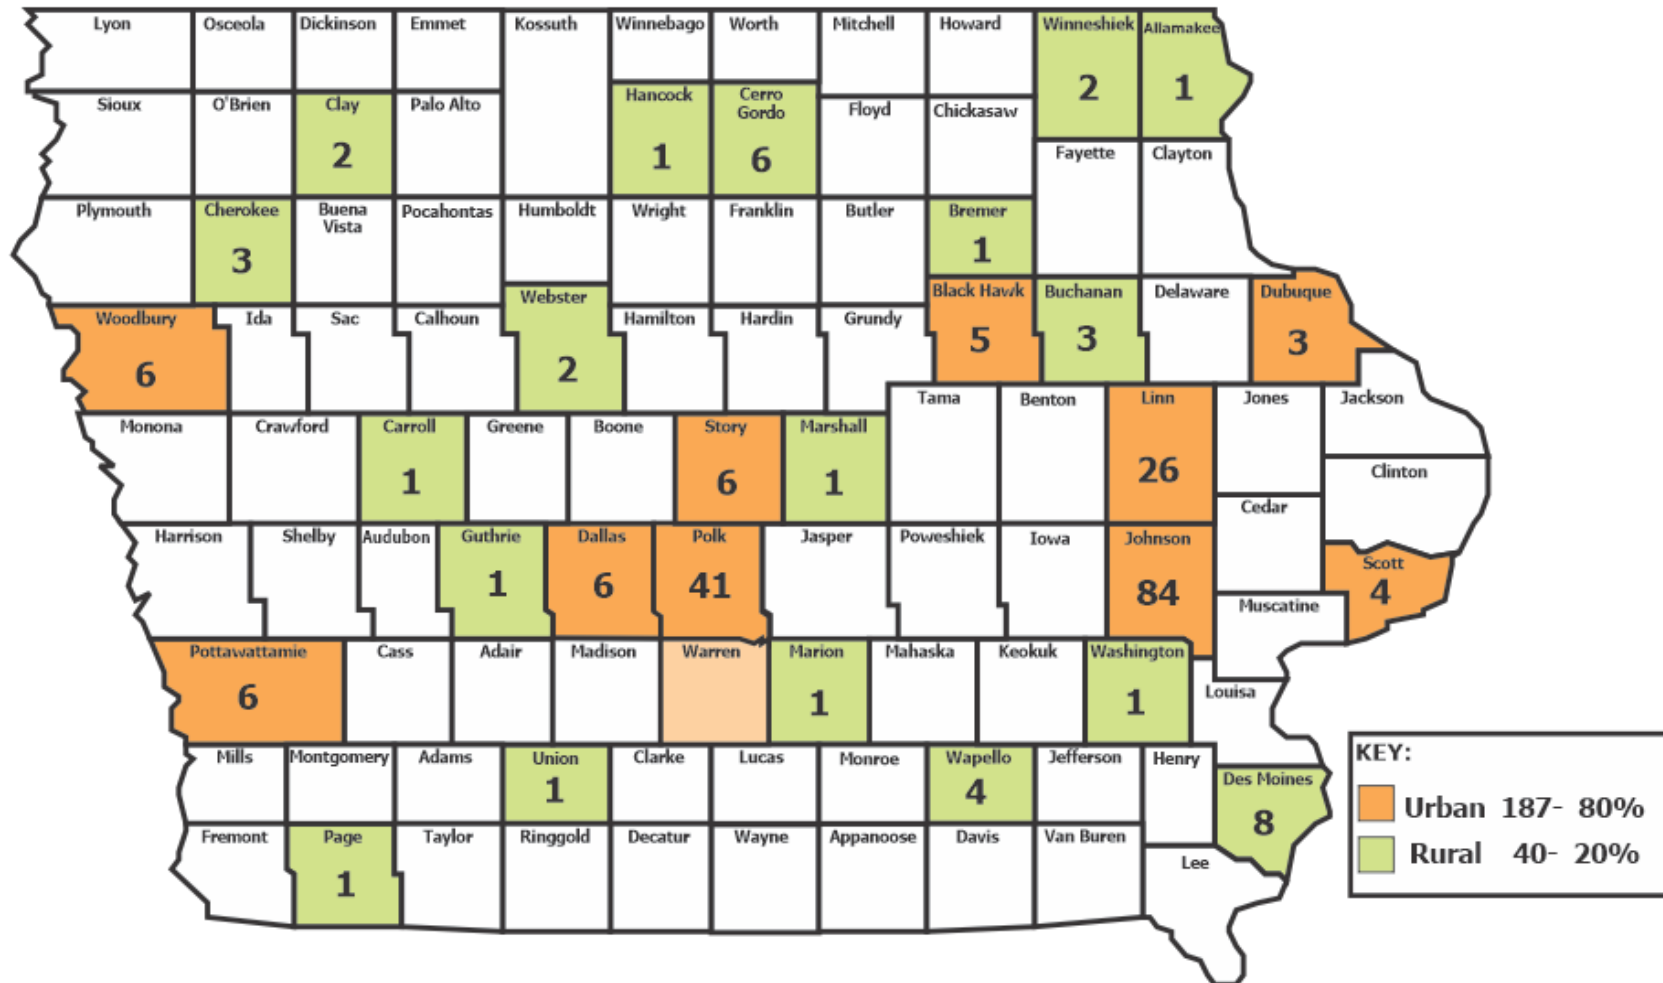 Lyon Osceola Dickinson Emmet Kossuth Winnebago Worth Mitchell Howard Winneshiek Allamakee
2 1
Sioux O'Brien Clay Palo Alto Hancock Cerro Gordo Floyd Chickasaw
2 1 6
Fayette Clayton
Plymouth Cherokee Buena Vista Pocahontas Humboldt Wright Franklin Butler Bremer
3 1
Webster Black Hawk Buchanan Delaware Dubuque
Woodbury Ida Sac Calhoun Hamilton Hardin Grundy
6 2 5 3 3
Tama Benton Linn Jones Jackson
Monona Crawford Carroll Greene Boone Story Marshall
1 6 1 26
Clinton
Cedar
Harrison Shelby Audubon Guthrie Dallas Polk Jasper Poweshiek Iowa Johnson
1 6 41 84
Scott
4
Muscatine
Pottawattamie Cass Adair Madison Warren Marion Mahaska Keokuk Washington
6 1 1
Louisa
Mills Montgomery Adams Union Clarke Lucas Monroe Wapello Jefferson Henry
1 4
Des Moines
8
Fremont Page Taylor Ringgold Decatur Wayne Appanoose Davis Van Buren
1
Lee
KEY:
Urban 187- 80%
Rural 40- 20%